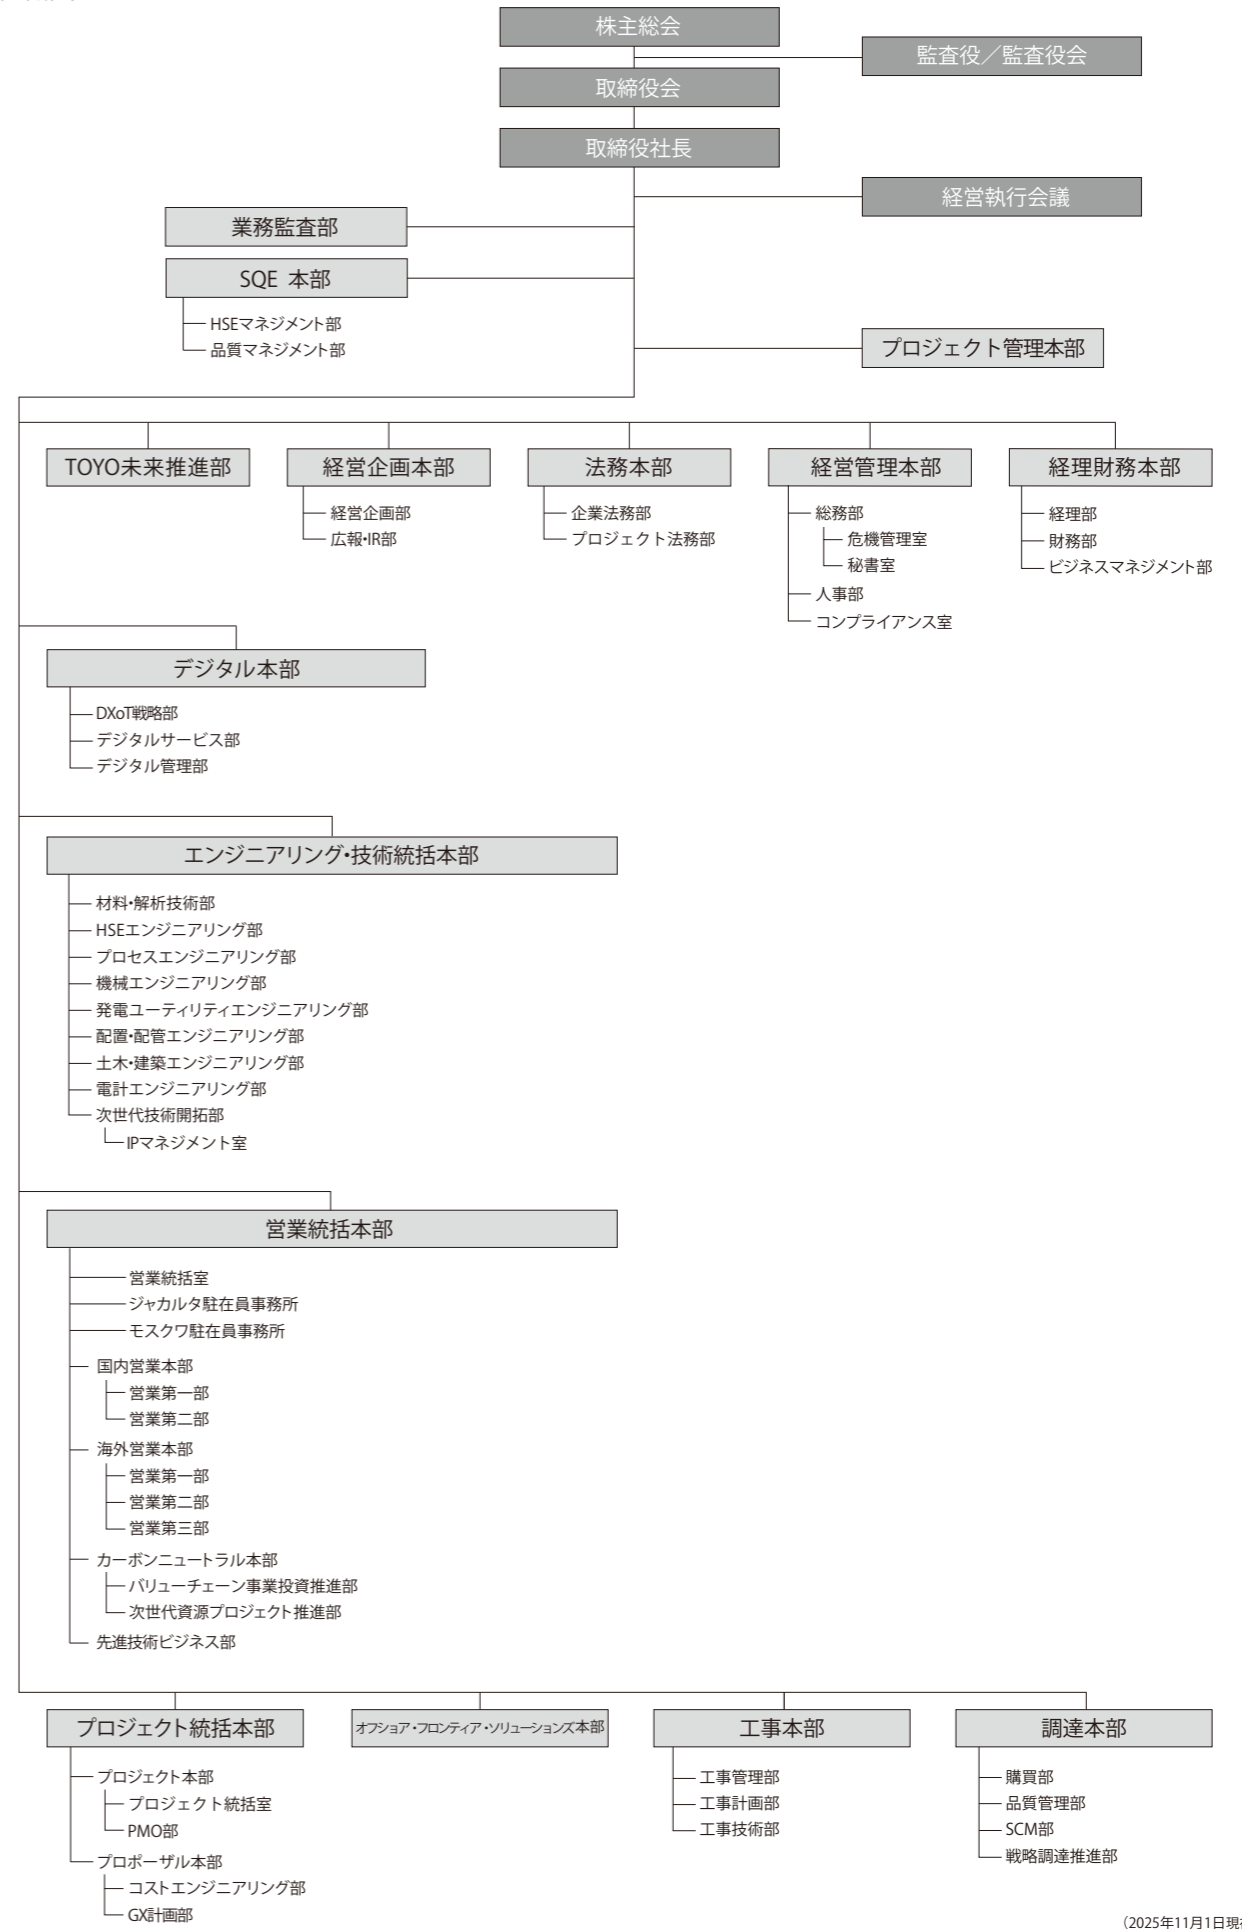 株主総会
監査役／監査役会
取締役会
取締役社長
経営執行会議
業務監査部
SQE 本部
HSEマネジメント部
品質マネジメント部
プロジェクト管理本部
TOYO未来推進部
経営企画本部
経営企画部
広報・IR部
法務本部
企業法務部
プロジェクト法務部
経営管理本部
総務部
危機管理室
秘書室
人事部
コンプライアンス室
経理財務本部
経理部
財務部
ビジネスマネジメント部
デジタル本部
DXoT戦略部
デジタルサービス部
デジタル管理部
エンジニアリング・技術統括本部
材料・解析技術部
HSEエンジニアリング部
プロセスエンジニアリング部
機械エンジニアリング部
発電ユーティリティエンジニアリング部
配置・配管エンジニアリング部
土木・建築エンジニアリング部
電計エンジニアリング部
次世代技術開拓部
IPマネジメント室
営業統括本部
営業統括室
ジャカルタ駐在員事務所
モスクワ駐在員事務所
国内営業本部
営業第一部
営業第二部
海外営業本部
営業第一部
営業第二部
営業第三部
カーボンニュートラル本部
バリューチェーン事業投資推進部
次世代資源プロジェクト推進部
先進技術ビジネス部
プロジェクト統括本部
プロジェクト本部
プロジェクト統括室
PMO部
プロポーザル本部
コストエンジニアリング部
GX計画部
オフショア・フロンティア・ソリューションズ本部
工事本部
工事管理部
工事計画部
工事技術部
調達本部
購買部
品質管理部
SCM部
戦略調達推進部
（2025年11月1日現